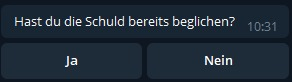 Hast du die Schuld bereits beglichen?
10:31
Ja
Nein